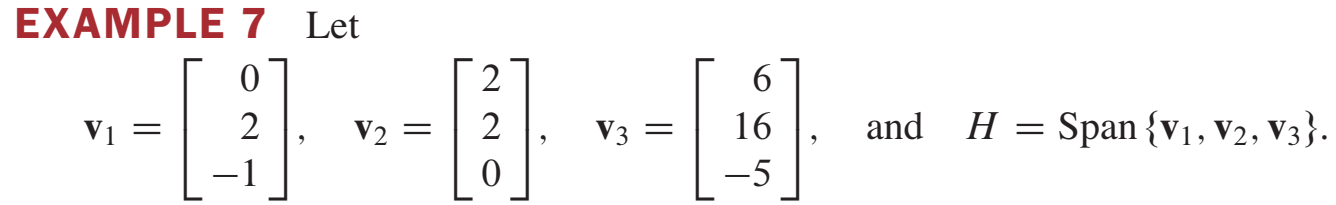 EXAMPLE 7 Let
v₁ = [0 2 −1], v₂ = [2 2 0], v₃ = [6 16 −5], and H = Span {v₁, v₂, v₃}.